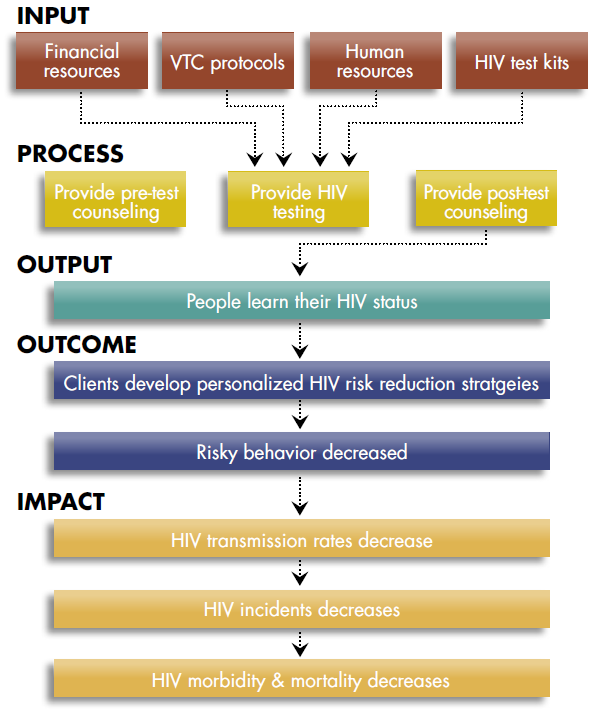 INPUT
Financial
resources
VTC protocols
Human
resources
HIV test kits
PROCESS
Provide pre-test
counseling
Provide HIV
testing
Provide post-test
counseling
OUTPUT
People learn their HIV status
OUTCOME
Clients develop personalized HIV risk reduction stratgeies
Risky behavior decreased
IMPACT
HIV transmission rates decrease
HIV incidents decreases
HIV morbidity & mortality decreases